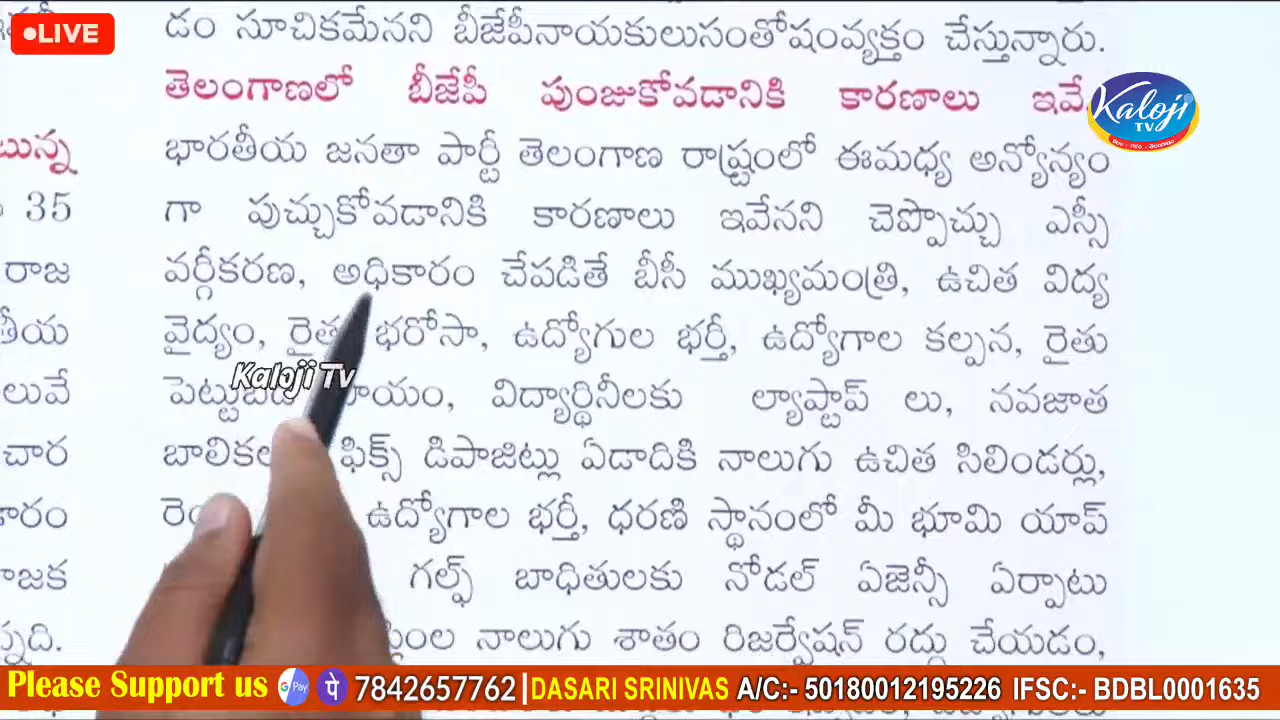 LIVE
డం సూచికమేనని బీజేపీనాయకులుసంతోషంవ్యక్తం చేస్తున్నారు.
తెలంగాణలో బీజేపీ పుంజుకోవడానికి కారణాలు ఇవే
Kaloji
TV
భారతీయ జనతా పార్టీ తెలంగాణ రాష్ట్రంలో ఈమధ్య అన్యోన్యం
35 గా పుచ్చుకోవడానికి కారణాలు ఇవేనని చెప్పొచ్చు ఎస్సీ
రాజ వర్గీకరణ, అధికారం చేపడితే బీసీ ముఖ్యమంత్రి, ఉచిత విద్య
వైద్యం, రైతు భరోసా, ఉద్యోగుల భర్తీ, ఉద్యోగాల కల్పన, రైతు
Kaloji Tv
విద్యార్థినీలకు ల్యాప్టాప్ లు, నవజాత
ఫిక్స్ డిపాజిట్లు ఏడాదికి నాలుగు ఉచిత సిలిండర్లు,
ఉద్యోగాల భర్తీ, ధరణి స్థానంలో మీ భూమి యాప్
గల్ఫ్ బాధితులకు నోడల్ ఏజెన్సీ ఏర్పాటు
నాలుగు శాతం రిజర్వేషన్ రద్దు చేయడం,
Please Support us G Pay पे 7842657762|DASARI SRINIVAS A/C:- 50180012195226 IFSC:- BDBL0001635